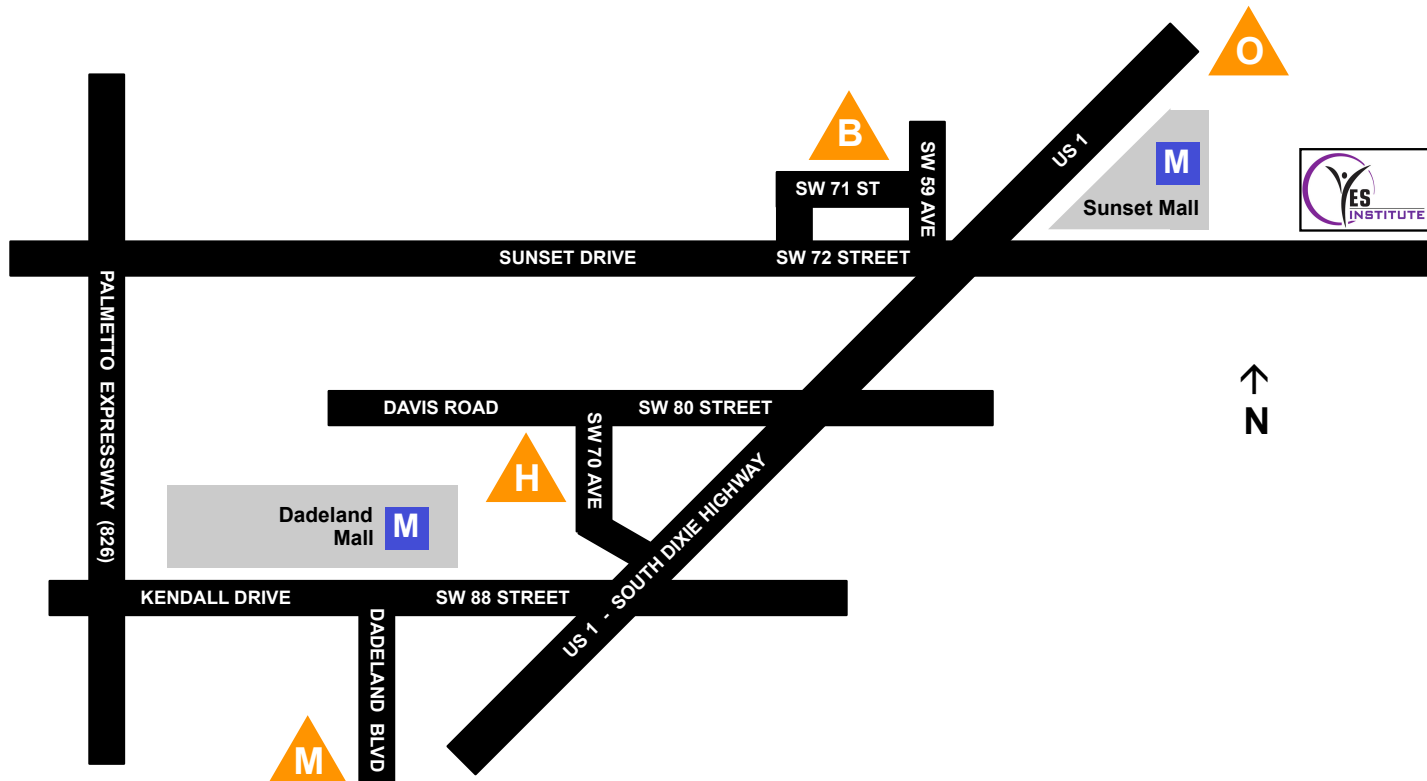 O
B
US 1
M
SW 59 AVE
SW 71 ST
Sunset Mall
YES
INSTITUTE
SUNSET DRIVE
SW 72 STREET
PALMETTO EXPRESSWAY (826)
N
DAVIS ROAD
SW 80 STREET
SW 70 AVE
H
Dadeland
Mall
M
US 1 - SOUTH DIXIE HIGHWAY
KENDALL DRIVE
SW 88 STREET
DADELAND BLVD
M